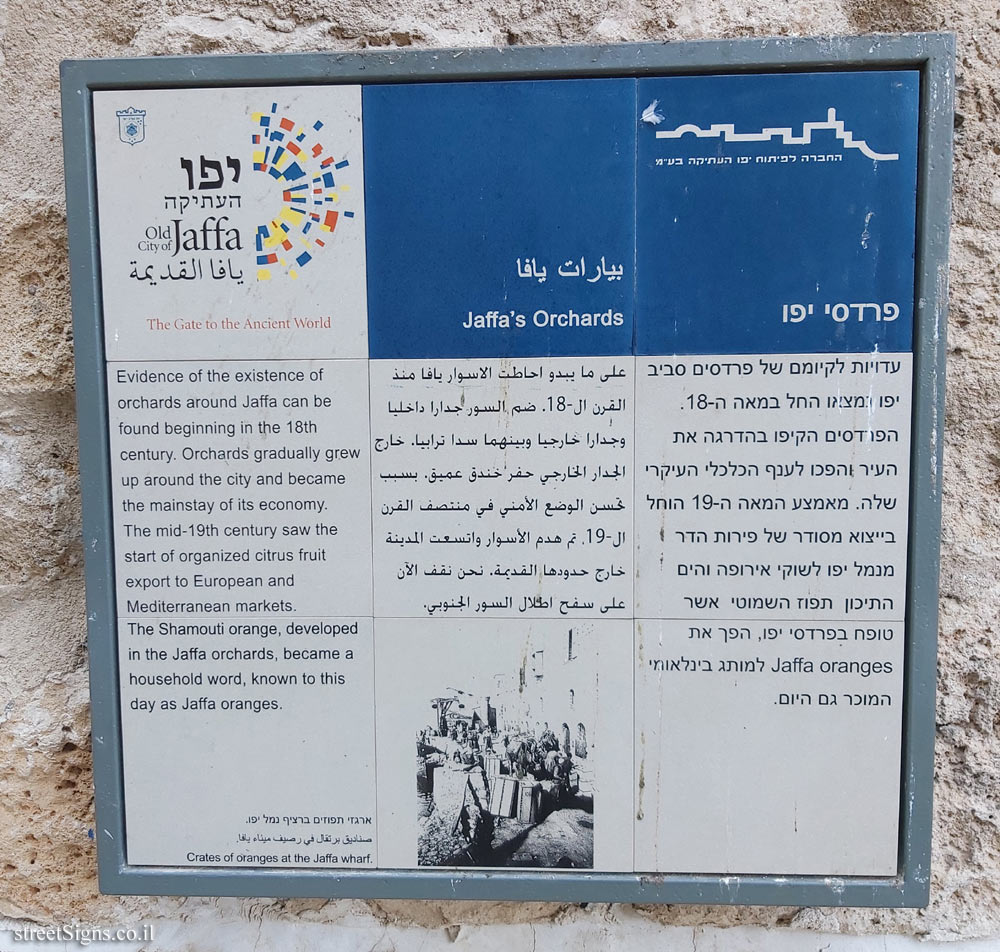 יפו
העתיקה
Old
City of Jaffa
يافا القديمة
The Gate to the Ancient World
بيارات يافا
Jaffa's Orchards
החברה לפיתוח יפו העתיקה בע״מ
פרדסי יפו
Evidence of the existence of
orchards around Jaffa can be
found beginning in the 18th
century. Orchards gradually grew
up around the city and became
the mainstay of its economy.
The mid-19th century saw the
start of organized citrus fruit
export to European and
Mediterranean markets.
The Shamouti orange, developed
in the Jaffa orchards, became a
household word, known to this
day as Jaffa oranges.
على ما يبدو احاطت الاسوار يافا منذ
القرن ال-18. ضم السور جدارا داخليا
وجدارا خارجيا وبينهما سدا ترابيا. خارج
الجدار الخارجي حفر خندق عميق. بسبب
تحسن الوضع الأمني في منتصف القرن
ال-19. تم هدم الأسوار واتسعت المدينة
خارج حدودها القديمة. نحن نقف الآن
على سفح اطلال السور الجنوبي.
עדויות לקיומם של פרדסים סביב
יפו נמצאו החל במאה ה-18.
הפרדסים הקיפו בהדרגה את
העיר והפכו לענף הכלכלי העיקרי
שלה. מאמצע המאה ה-19 הוחל
בייצוא מסודר של פירות הדר
מנמל יפו לשוקי אירופה והים
התיכון תפוז השמוטי אשר
טופח בפרדסי יפו, הפך את
Jaffa oranges למותג בינלאומי
המוכר גם היום.
ארגזי תפוזים ברציף נמל יפו.
صناديق برتقال في رصيف ميناء يافا.
Crates of oranges at the Jaffa wharf.
streetSigns.co.il